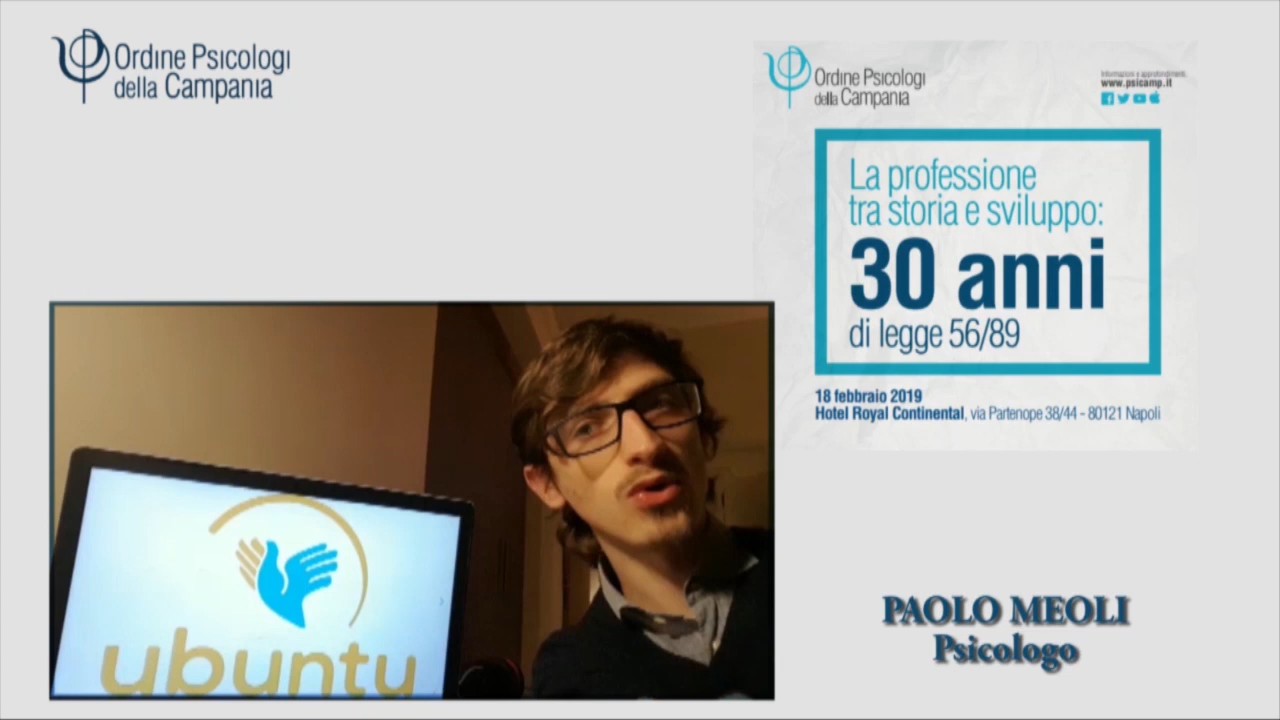 Ordine Psicologi
della Campania
Ordine Psicologi
della Campania
Informazioni e approfondimenti:
www.psicamp.it
La professione
tra storia e sviluppo:
30 anni
di legge 56/89
18 febbraio 2019
Hotel Royal Continental, via Partenope 38/44 - 80121 Napoli
ubuntu
PAOLO MEOLI
Psicologo